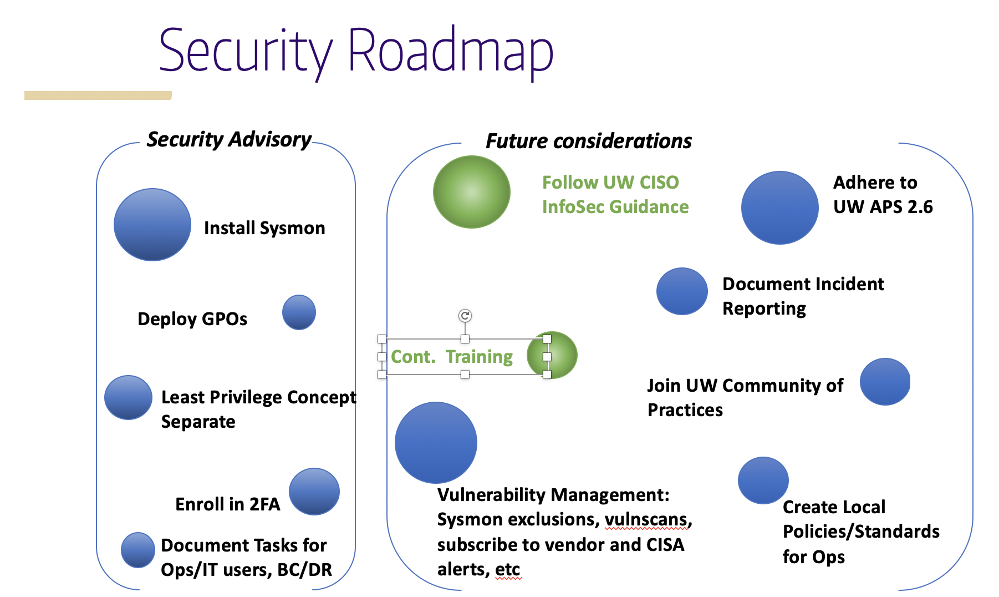 Security Roadmap
Security Advisory
Install Sysmon
Deploy GPOs
Least Privilege Concept
Separate
Enroll in 2FA
Document Tasks for
Ops/IT users, BC/DR
Future considerations
Follow UW CISO
InfoSec Guidance
Adhere to
UW APS 2.6
Document Incident
Reporting
Cont.  Training
Join UW Community of
Practices
Vulnerability Management:
Sysmon exclusions, vulnscans,
subscribe to vendor and CISA
alerts, etc
Create Local
Policies/Standards
for Ops